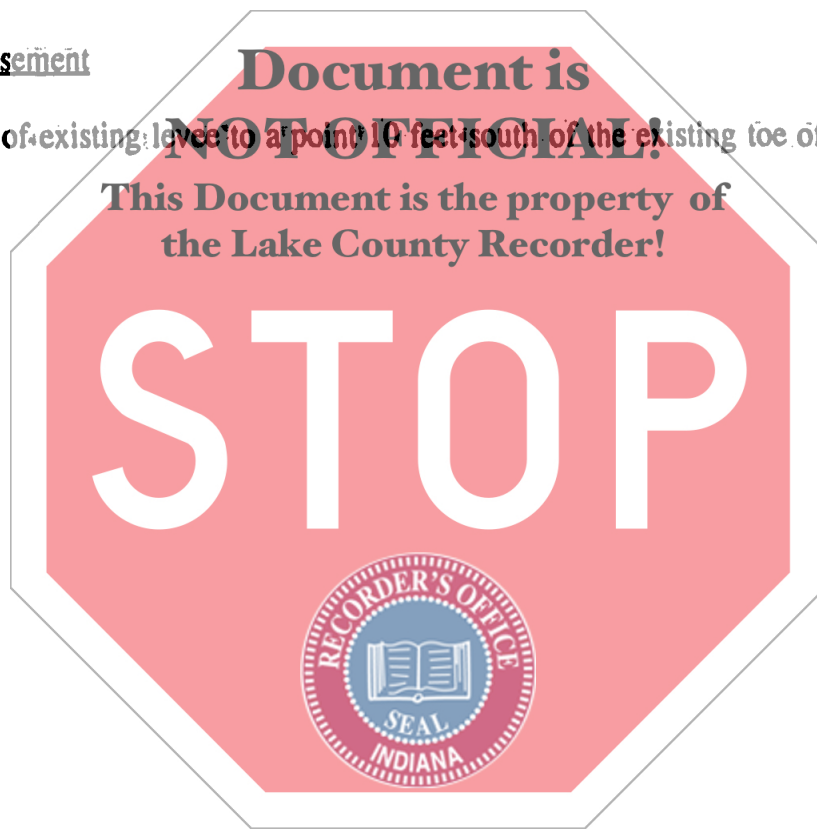 sement
Document is
of existing levee to a point 10 feet south of the existing toe of
NOT OFFICIAL!
This Document is the property of
the Lake County Recorder!
STOP
RECORDER'S OFFICE
SEAL
INDIANA